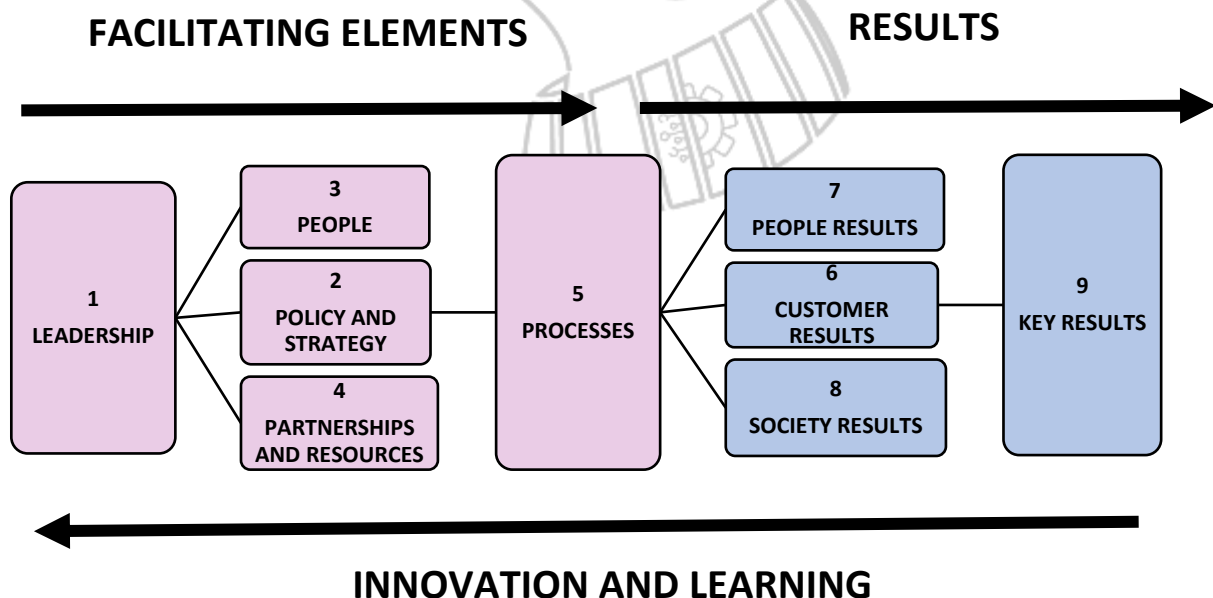 FACILITATING ELEMENTS
RESULTS
1
LEADERSHIP
3
PEOPLE
2
POLICY AND
STRATEGY
4
PARTNERSHIPS
AND RESOURCES
5
PROCESSES
7
PEOPLE RESULTS
6
CUSTOMER
RESULTS
8
SOCIETY RESULTS
9
KEY RESULTS
INNOVATION AND LEARNING